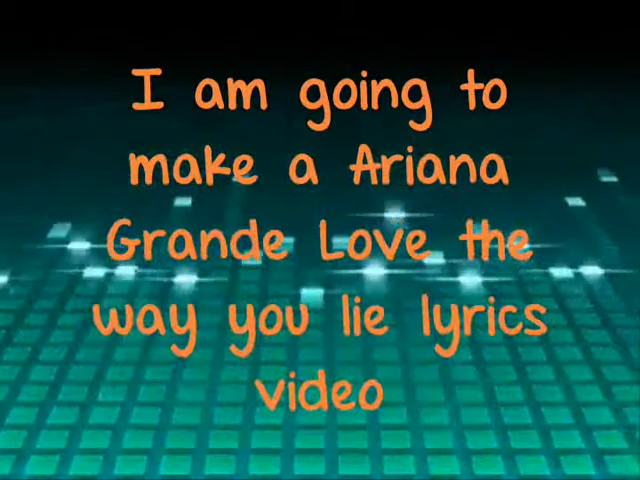 I am going to
make a Ariana
Grande Love the
way you lie lyrics
video